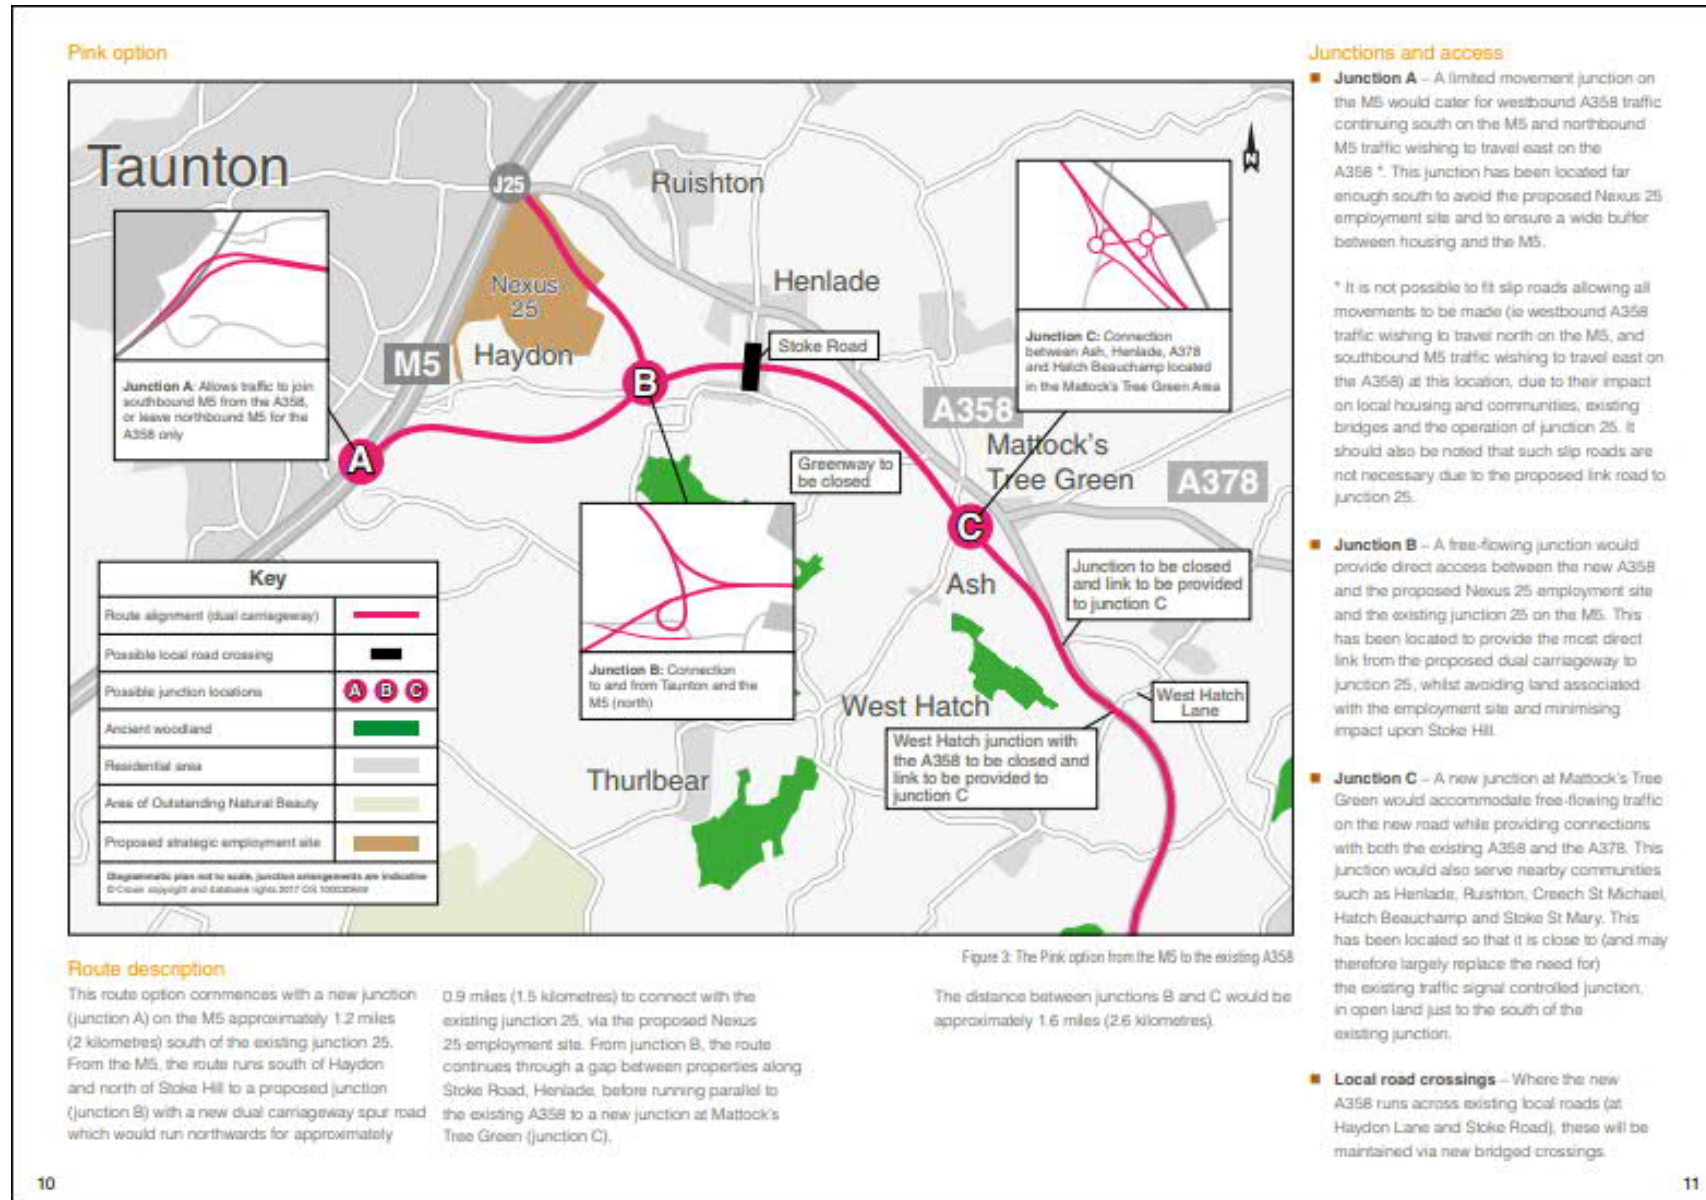 Pink option
Taunton
J25
Ruishton
Henlade
Nexus
25
Haydon
M5
Stoke Road
A358
Mattock's
Tree Green
A378
Greenway to
be closed
Ash
West Hatch
Thurlbear
A
B
C
N
Junction A: Allows traffic to join
southbound M5 from the A358,
or leave northbound M5 for the
A358 only
Junction B: Connection
to and from Taunton and the
M5 (north)
Junction C: Connection
between Ash, Henlade, A378
and Hatch Beauchamp located
in the Mattock's Tree Green Area
Junction to be closed
and link to be provided
to junction C
West Hatch
Lane
West Hatch junction with
the A358 to be closed and
link to be provided to
junction C
Key
Route alignment (dual carriageway)
Possible local road crossing
Possible junction locations
A B C
Ancient woodland
Residential area
Area of Outstanding Natural Beauty
Proposed strategic employment site
Diagrammatic plan not to scale, junction arrangements are indicative
© Crown copyright and database rights 2017 OS 100030649
Figure 3: The Pink option from the M5 to the existing A358
Route description
This route option commences with a new junction
(junction A) on the M5 approximately 1.2 miles
(2 kilometres) south of the existing junction 25.
From the M5, the route runs south of Haydon
and north of Stoke Hill to a proposed junction
(junction B) with a new dual carriageway spur road
which would run northwards for approximately
0.9 miles (1.5 kilometres) to connect with the
existing junction 25, via the proposed Nexus
25 employment site. From junction B, the route
continues through a gap between properties along
Stoke Road, Henlade, before running parallel to
the existing A358 to a new junction at Mattock's
Tree Green (junction C).
The distance between junctions B and C would be
approximately 1.6 miles (2.6 kilometres).
10
Junctions and access
Junction A – A limited movement junction on
the M5 would cater for westbound A358 traffic
continuing south on the M5 and northbound
M5 traffic wishing to travel east on the
A358 *. This junction has been located far
enough south to avoid the proposed Nexus 25
employment site and to ensure a wide buffer
between housing and the M5.
* It is not possible to fit slip roads allowing all
movements to be made (ie westbound A358
traffic wishing to travel north on the M5, and
southbound M5 traffic wishing to travel east on
the A358) at this location, due to their impact
on local housing and communities, existing
bridges and the operation of junction 25. It
should also be noted that such slip roads are
not necessary due to the proposed link road to
junction 25.
Junction B – A free-flowing junction would
provide direct access between the new A358
and the proposed Nexus 25 employment site
and the existing junction 25 on the M5. This
has been located to provide the most direct
link from the proposed dual carriageway to
junction 25, whilst avoiding land associated
with the employment site and minimising
impact upon Stoke Hill.
Junction C – A new junction at Mattock's Tree
Green would accommodate free-flowing traffic
on the new road while providing connections
with both the existing A358 and the A378. This
junction would also serve nearby communities
such as Henlade, Ruishton, Creech St Michael,
Hatch Beauchamp and Stoke St Mary. This
has been located so that it is close to (and may
therefore largely replace the need for)
the existing traffic signal controlled junction,
in open land just to the south of the
existing junction.
Local road crossings – Where the new
A358 runs across existing local roads (at
Haydon Lane and Stoke Road), these will be
maintained via new bridged crossings.
11